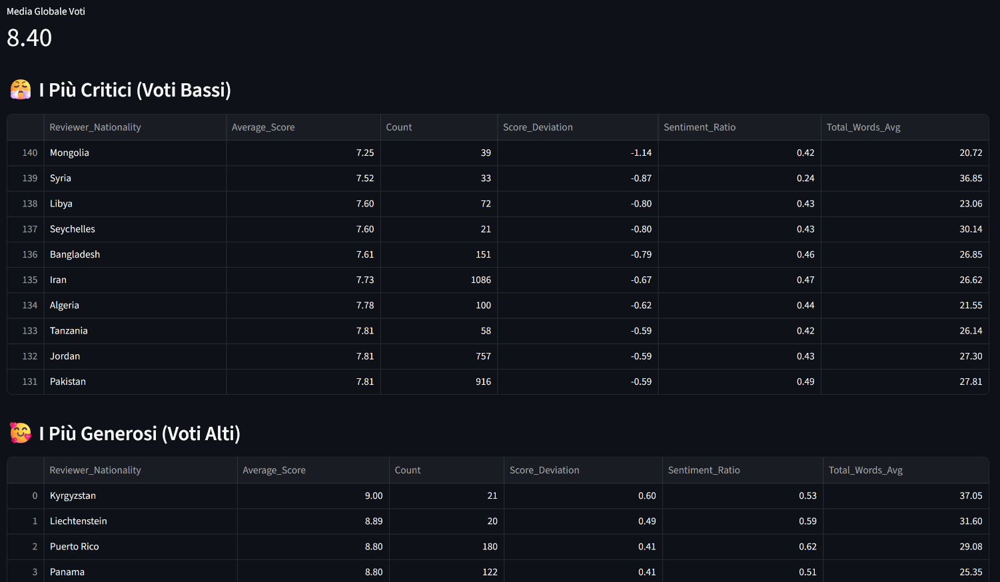 Media Globale Voti
8.40
😤 I Più Critici (Voti Bassi)
Reviewer_Nationality Average_Score Count Score_Deviation Sentiment_Ratio Total_Words_Avg
140 Mongolia 7.25 39 -1.14 0.42 20.72
139 Syria 7.52 33 -0.87 0.24 36.85
138 Libya 7.60 72 -0.80 0.43 23.06
137 Seychelles 7.60 21 -0.80 0.43 30.14
136 Bangladesh 7.61 151 -0.79 0.46 26.85
135 Iran 7.73 1086 -0.67 0.47 26.62
134 Algeria 7.78 100 -0.62 0.44 21.55
133 Tanzania 7.81 58 -0.59 0.42 26.14
132 Jordan 7.81 757 -0.59 0.43 27.30
131 Pakistan 7.81 916 -0.59 0.49 27.81
🥰 I Più Generosi (Voti Alti)
Reviewer_Nationality Average_Score Count Score_Deviation Sentiment_Ratio Total_Words_Avg
0 Kyrgyzstan 9.00 21 0.60 0.53 37.05
1 Liechtenstein 8.89 20 0.49 0.59 31.60
2 Puerto Rico 8.80 180 0.41 0.62 29.08
3 Panama 8.80 122 0.41 0.51 25.35